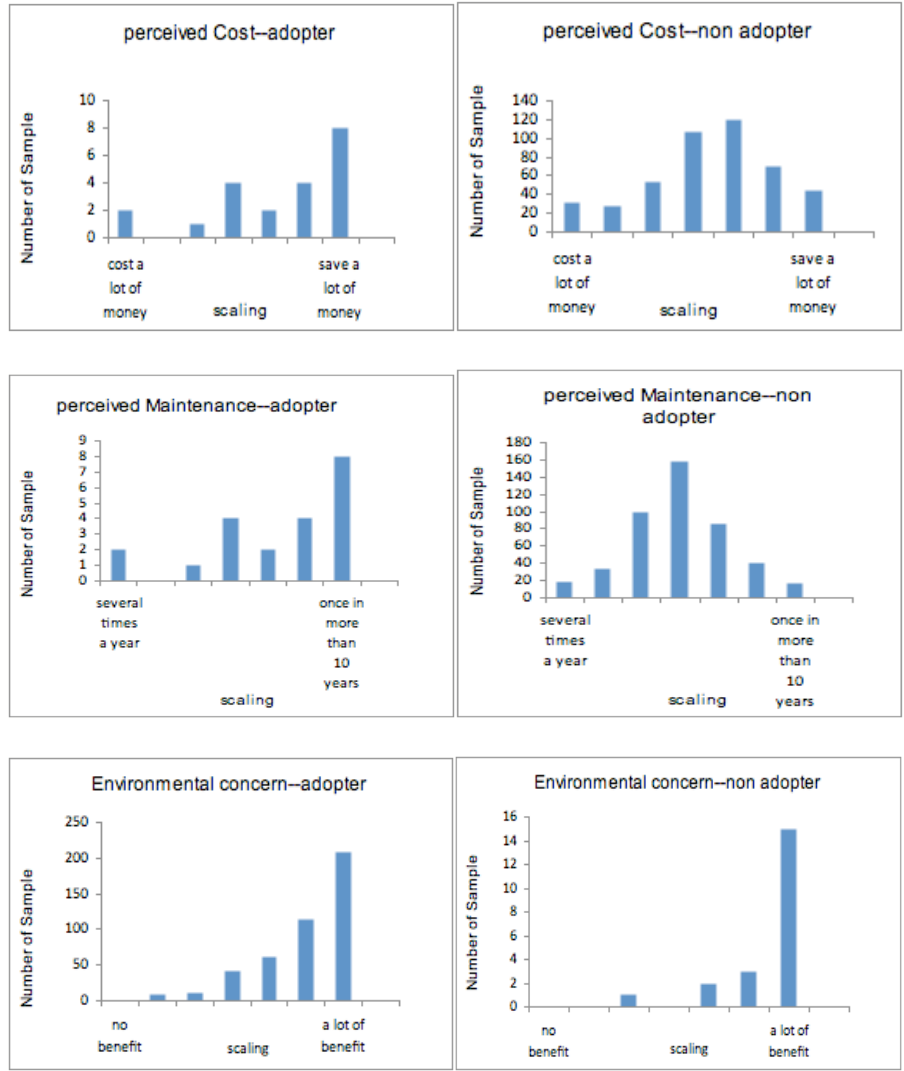 perceived Cost--adopter
Number of Sample
10
8
6
4
2
0
cost a
lot of
money
scaling
save a
lot of
money
perceived Cost--non adopter
Number of Sample
140
120
100
80
60
40
20
0
cost a
lot of
money
scaling
save a
lot of
money
perceived Maintenance--adopter
Number of Sample
9
8
7
6
5
4
3
2
1
0
several
times
a year
once in
more
than
10
years
scaling
perceived Maintenance--non
adopter
Number of Sample
180
160
140
120
100
80
60
40
20
0
several
times
a year
once in
more
than
10
years
scaling
Environmental concern--adopter
Number of Sample
250
200
150
100
50
0
no
benefit
scaling
a lot of
benefit
Environmental concern--non adopter
Number of Sample
16
14
12
10
8
6
4
2
0
no
benefit
scaling
a lot of
benefit